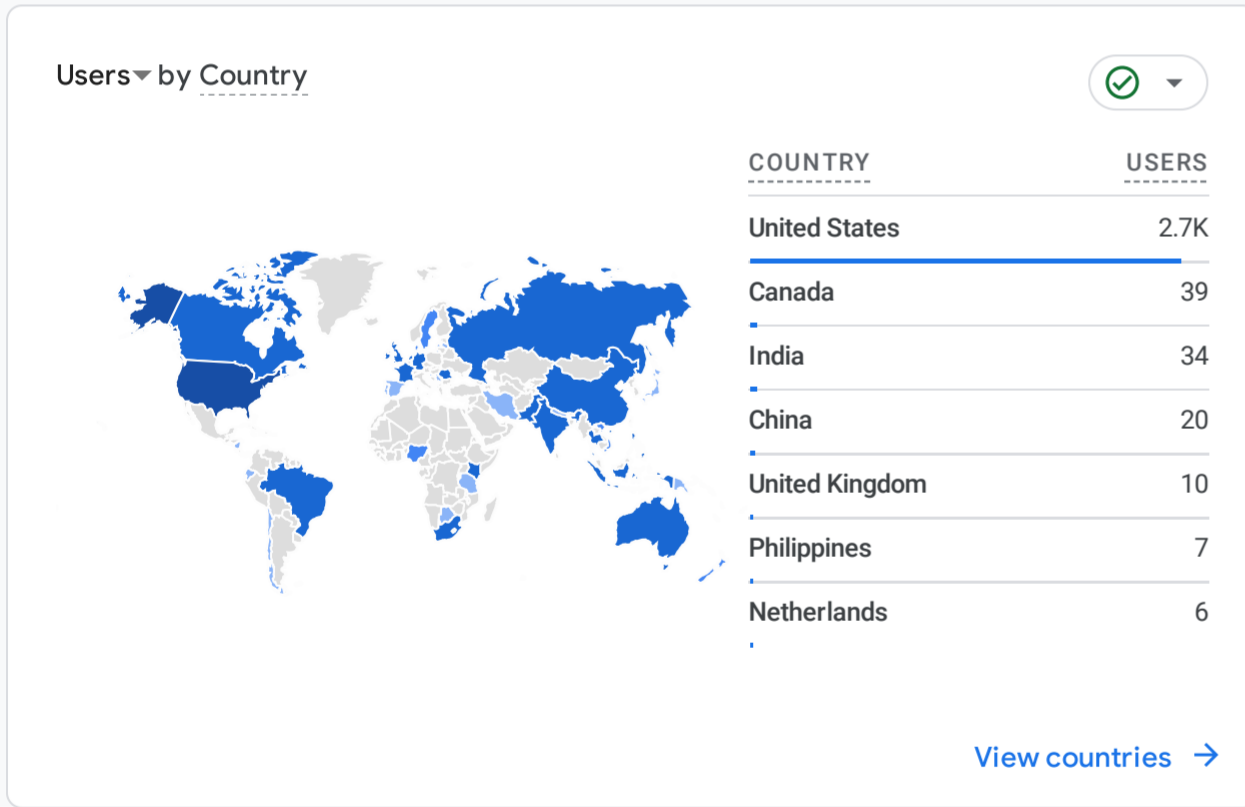 Users by Country
COUNTRY USERS
United States 2.7K
Canada 39
India 34
China 20
United Kingdom 10
Philippines 7
Netherlands 6
View countries